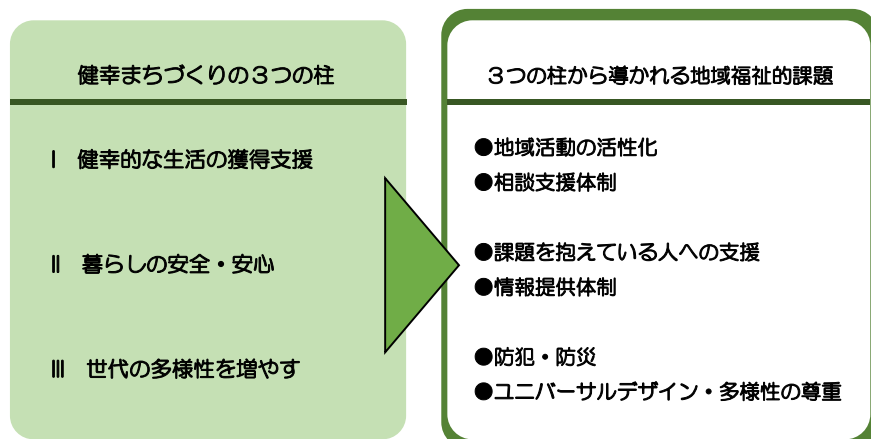 健幸まちづくりの３つの柱
Ⅰ　健幸的な生活の獲得支援
Ⅱ　暮らしの安全・安心
Ⅲ　世代の多様性を増やす
３つの柱から導かれる地域福祉的課題
●地域活動の活性化
●相談支援体制
●課題を抱えている人への支援
●情報提供体制
●防犯・防災
●ユニバーサルデザイン・多様性の尊重